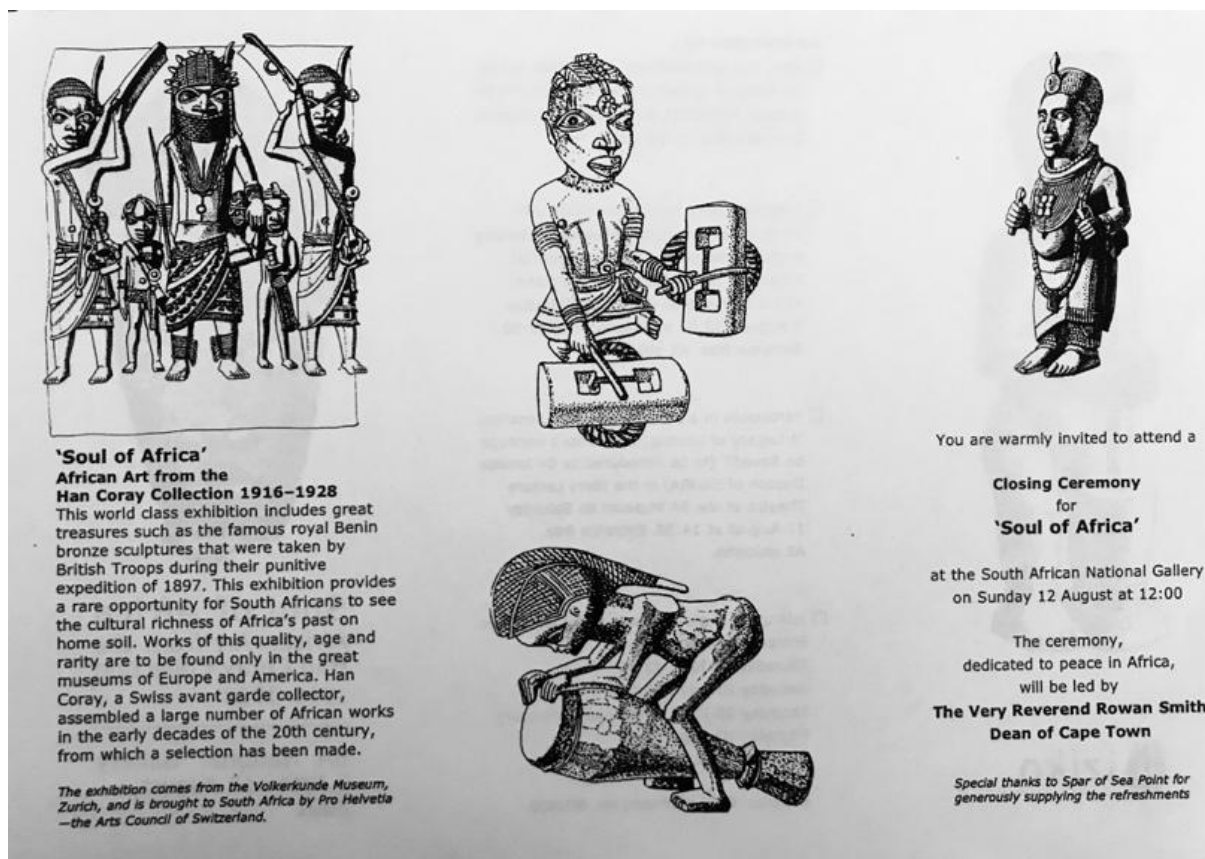 'Soul of Africa'
African Art from the
Han Coray Collection 1916–1928
This world class exhibition includes great
treasures such as the famous royal Benin
bronze sculptures that were taken by
British Troops during their punitive
expedition of 1897. This exhibition provides
a rare opportunity for South Africans to see
the cultural richness of Africa's past on
home soil. Works of this quality, age and
rarity are to be found only in the great
museums of Europe and America. Han
Coray, a Swiss avant garde collector,
assembled a large number of African works
in the early decades of the 20th century,
from which a selection has been made.
The exhibition comes from the Volkerkunde Museum,
Zurich, and is brought to South Africa by Pro Helvetia
—the Arts Council of Switzerland.
You are warmly invited to attend a
Closing Ceremony
for
'Soul of Africa'
at the South African National Gallery
on Sunday 12 August at 12:00
The ceremony,
dedicated to peace in Africa,
will be led by
The Very Reverend Rowan Smith
Dean of Cape Town
Special thanks to Spar of Sea Point for
generously supplying the refreshments